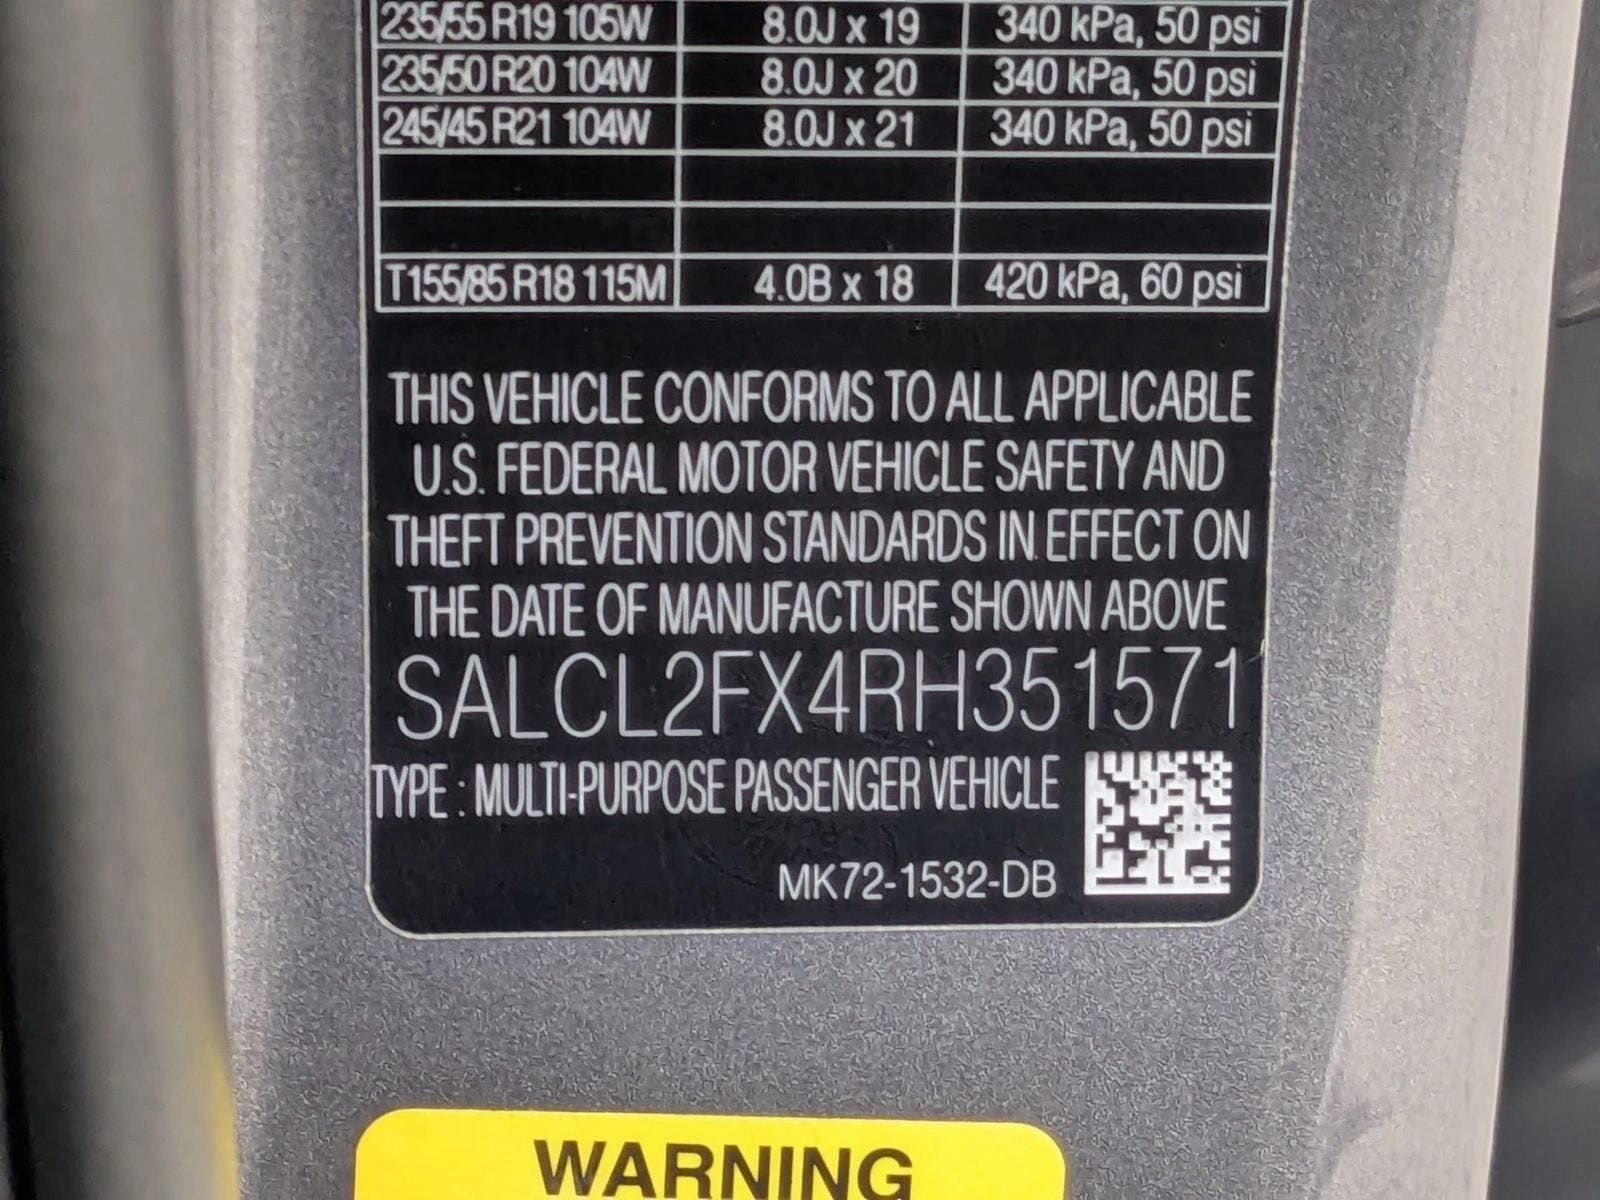 235/55 R19 105W 8.0J x 19 340 kPa, 50 psi
235/50 R20 104W 8.0J x 20 340 kPa, 50 psi
245/45 R21 104W 8.0J x 21 340 kPa, 50 psi
T155/85 R18 115M 4.0B x 18 420 kPa, 60 psi
THIS VEHICLE CONFORMS TO ALL APPLICABLE
U.S. FEDERAL MOTOR VEHICLE SAFETY AND
THEFT PREVENTION STANDARDS IN EFFECT ON
THE DATE OF MANUFACTURE SHOWN ABOVE
SALCL2FX4RH351571
TYPE : MULTI-PURPOSE PASSENGER VEHICLE
MK72-1532-DB
WARNING